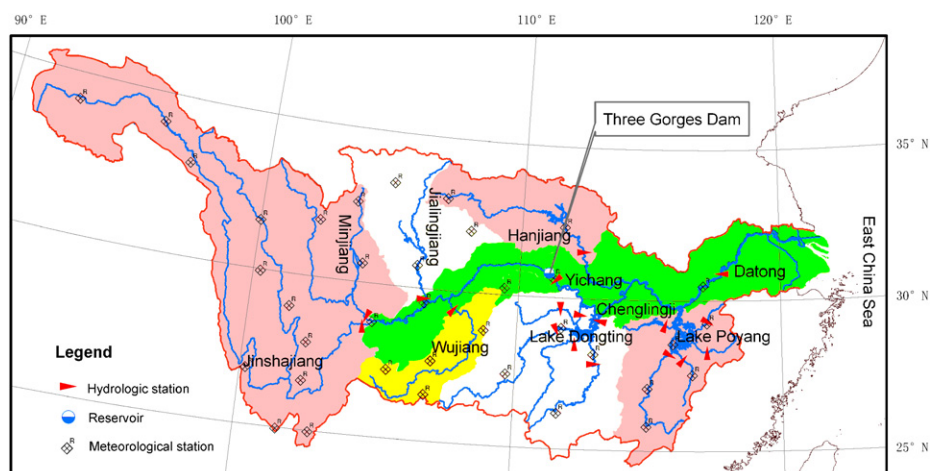 90° E
100° E
110° E
120° E
Three Gorges Dam
35° N
Minjiang
Jialingjiang
Hanjiang
East China Sea
Yichang
Datong
30° N
Chenglingji
Lake Dongting
Lake Poyang
Wujiang
Jinshajiang
Legend
Hydrologic station
Reservoir
Meteorological station
25° N